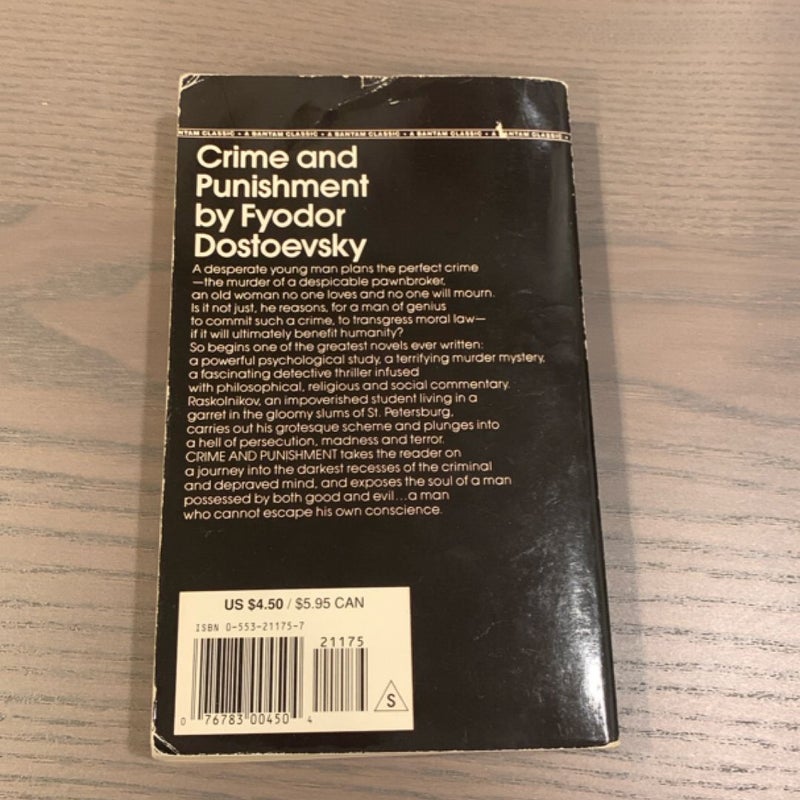 NTAM CLASSIC • A BANTAM CLASSIC • A BANTAM CLASSIC • A BANTAM CLASSIC • A BANTAM CLASSIC •
Crime and
Punishment
by Fyodor
Dostoevsky
A desperate young man plans the perfect crime
—the murder of a despicable pawnbroker,
an old woman no one loves and no one will mourn.
Is it not just, he reasons, for a man of genius
to commit such a crime, to transgress moral law—
if it will ultimately benefit humanity?
So begins one of the greatest novels ever written:
a powerful psychological study, a terrifying murder mystery,
a fascinating detective thriller infused
with philosophical, religious and social commentary.
Raskolnikov, an impoverished student living in a
garret in the gloomy slums of St. Petersburg,
carries out his grotesque scheme and plunges into
a hell of persecution, madness and terror.
CRIME AND PUNISHMENT takes the reader on
a journey into the darkest recesses of the criminal
and depraved mind, and exposes the soul of a man
possessed by both good and evil...a man
who cannot escape his own conscience.
US $4.50 / $5.95 CAN
ISBN 0-553-21175-7
21175
0 76783 00450 4
S